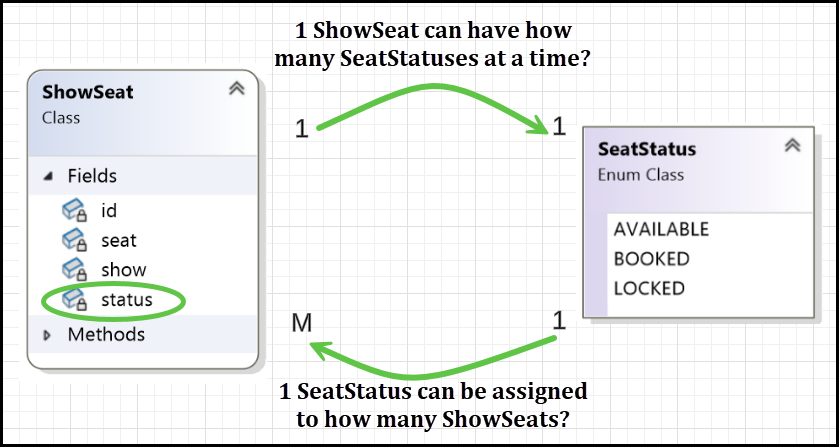 1 ShowSeat can have how
many SeatStatuses at a time?
ShowSeat
Class
Fields
id
seat
show
status
Methods
1
1
SeatStatus
Enum Class
AVAILABLE
BOOKED
LOCKED
M
1
1 SeatStatus can be assigned
to how many ShowSeats?